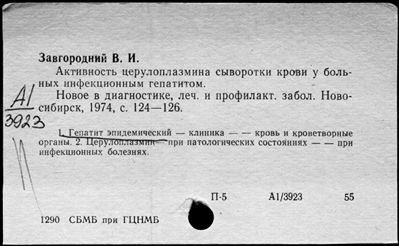 Завгородний В. И.
Активность церулоплазмина сыворотки крови у боль-
ных инфекционным гепатитом.
Новое в диагностике, леч. и профилакт. забол. Ново-
сибирск, 1974, с. 124—126.
А1
3923
1. Гепатит эпидемический — клиника — — кровь и кроветворные
органы. 2. Церулоплазмин — при патологических состояниях — — при
инфекционных болезнях.
П-5 А1/3923 55
1290 СБМБ при ГЦНМБ